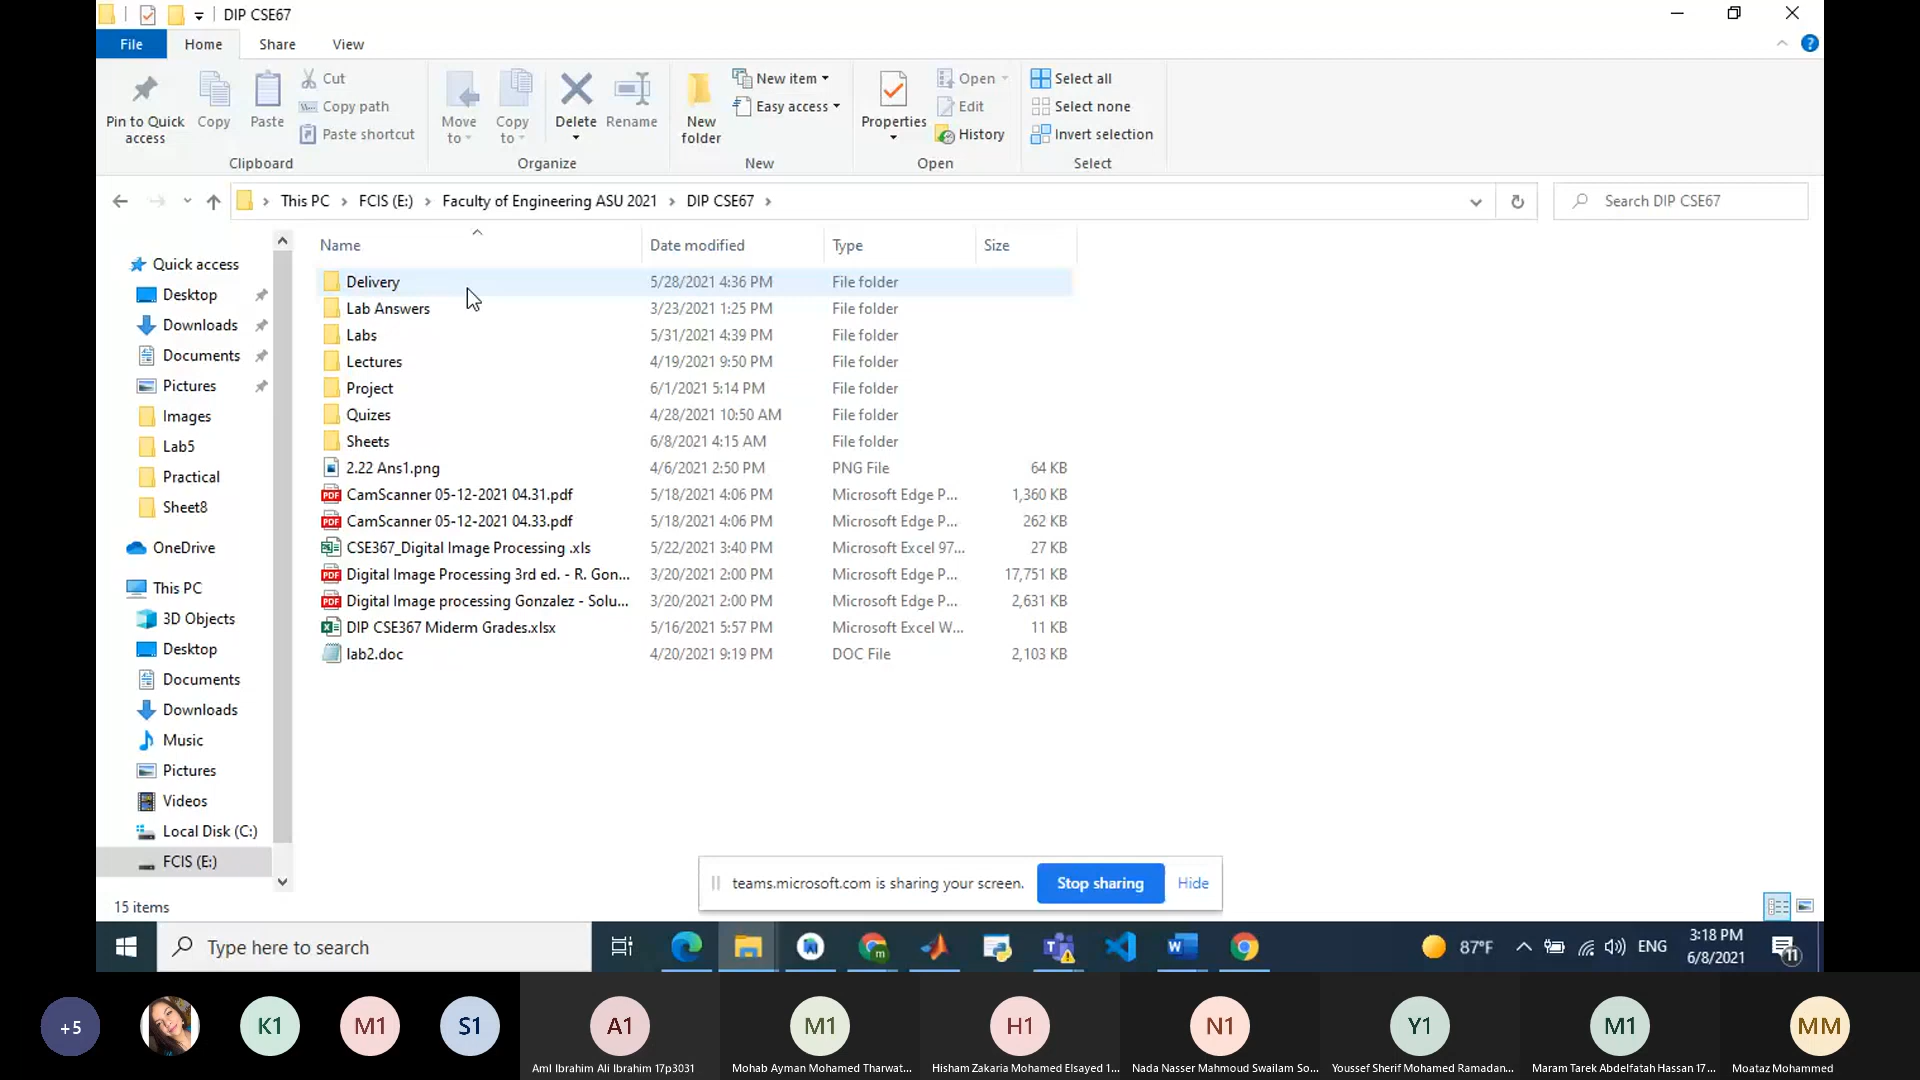 DIP CSE67
File Home Share View
Pin to Quick access
Copy
Paste
Cut
Copy path
Paste shortcut
Clipboard
Move to
Copy to
Delete
Rename
Organize
New folder
New item
Easy access
New
Properties
Open
Edit
History
Open
Select all
Select none
Invert selection
Select
This PC > FCIS (E:) > Faculty of Engineering ASU 2021 > DIP CSE67 >
Search DIP CSE67
Quick access
Desktop
Downloads
Documents
Pictures
Images
Lab5
Practical
Sheet8
OneDrive
This PC
3D Objects
Desktop
Documents
Downloads
Music
Pictures
Videos
Local Disk (C:)
FCIS (E:)
Name Date modified Type Size
Delivery 5/28/2021 4:36 PM File folder
Lab Answers 3/23/2021 1:25 PM File folder
Labs 5/31/2021 4:39 PM File folder
Lectures 4/19/2021 9:50 PM File folder
Project 6/1/2021 5:14 PM File folder
Quizes 4/28/2021 10:50 AM File folder
Sheets 6/8/2021 4:15 AM File folder
2.22 Ans1.png 4/6/2021 2:50 PM PNG File 64 KB
PDF CamScanner 05-12-2021 04.31.pdf 5/18/2021 4:06 PM Microsoft Edge P... 1,360 KB
PDF CamScanner 05-12-2021 04.33.pdf 5/18/2021 4:06 PM Microsoft Edge P... 262 KB
CSE367_Digital Image Processing .xls 5/22/2021 3:40 PM Microsoft Excel 97... 27 KB
PDF Digital Image Processing 3rd ed. - R. Gon... 3/20/2021 2:00 PM Microsoft Edge P... 17,751 KB
PDF Digital Image processing Gonzalez - Solu... 3/20/2021 2:00 PM Microsoft Edge P... 2,631 KB
DIP CSE367 Miderm Grades.xlsx 5/16/2021 5:57 PM Microsoft Excel W... 11 KB
lab2.doc 4/20/2021 9:19 PM DOC File 2,103 KB
teams.microsoft.com is sharing your screen. Stop sharing Hide
15 items
Type here to search
87°F ENG
3:18 PM
6/8/2021
11
+5 K1 M1 S1 A1 M1 H1 N1 Y1 M1 MM
Aml Ibrahim Ali Ibrahim 17p3031
Mohab Ayman Mohamed Tharwat...
Hisham Zakaria Mohamed Elsayed 1...
Nada Nasser Mahmoud Swailam So...
Youssef Sherif Mohamed Ramadan...
Maram Tarek Abdelfatah Hassan 17...
Moataz Mohammed